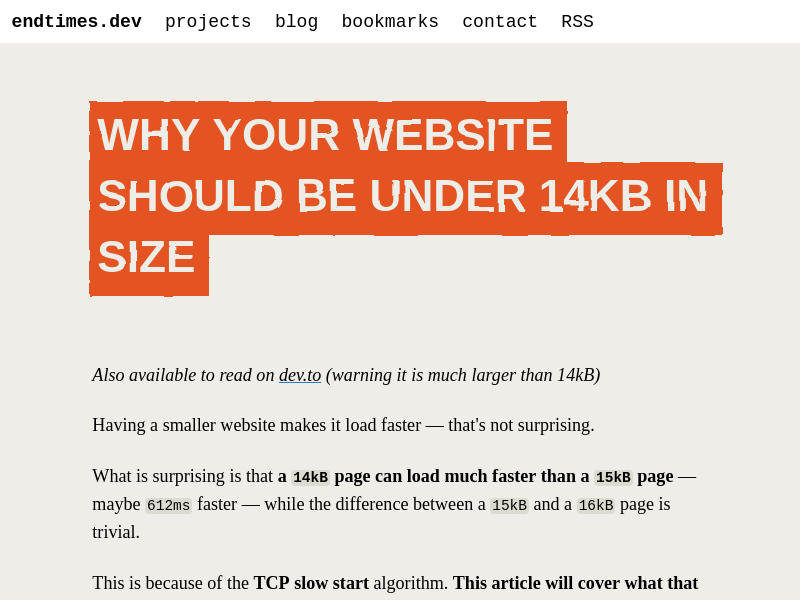 endtimes.dev projects blog bookmarks contact RSS
WHY YOUR WEBSITE
SHOULD BE UNDER 14KB IN
SIZE
Also available to read on dev.to (warning it is much larger than 14kB)
Having a smaller website makes it load faster — that's not surprising.
What is surprising is that a 14kB page can load much faster than a 15kB page —
maybe 612ms faster — while the difference between a 15kB and a 16kB page is
trivial.
This is because of the TCP slow start algorithm. This article will cover what that